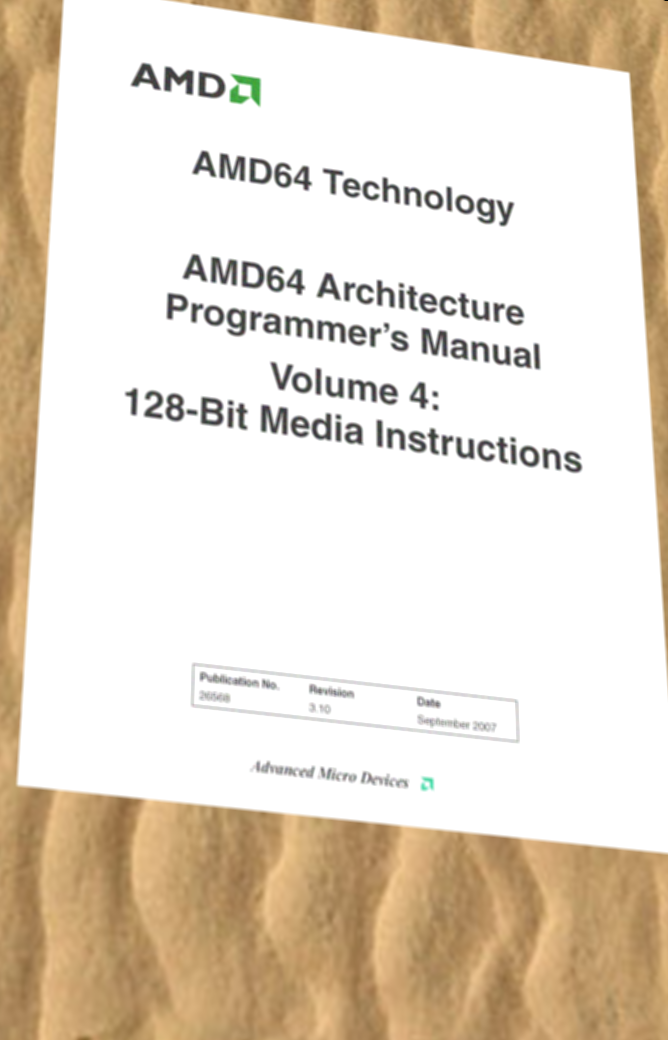 AMD
AMD64 Technology
AMD64 Architecture
Programmer’s Manual
Volume 4:
128-Bit Media Instructions
Publication No. Revision Date
26568 3.10 September 2007
Advanced Micro Devices